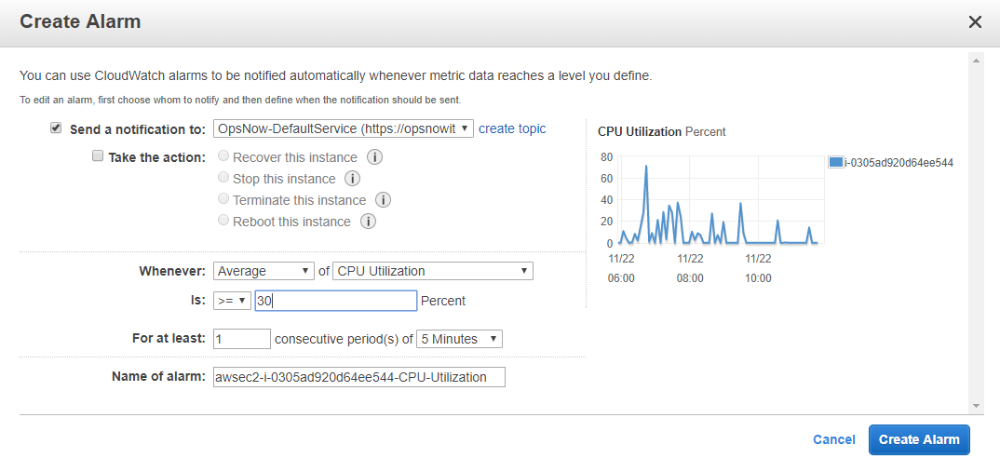 Create Alarm
You can use CloudWatch alarms to be notified automatically whenever metric data reaches a level you define.
To edit an alarm, first choose whom to notify and then define when the notification should be sent.
Send a notification to: OpsNow-DefaultService (https://opsnowit create topic
Take the action: Recover this instance i
Stop this instance i
Terminate this instance i
Reboot this instance i
Whenever: Average of CPU Utilization
Is: >= 30 Percent
For at least: 1 consecutive period(s) of 5 Minutes
Name of alarm: awsec2-i-0305ad920d64ee544-CPU-Utilization
CPU Utilization Percent
80
60
40
20
0
11/22 11/22 11/22
06:00 08:00 10:00
i-0305ad920d64ee544
Cancel Create Alarm